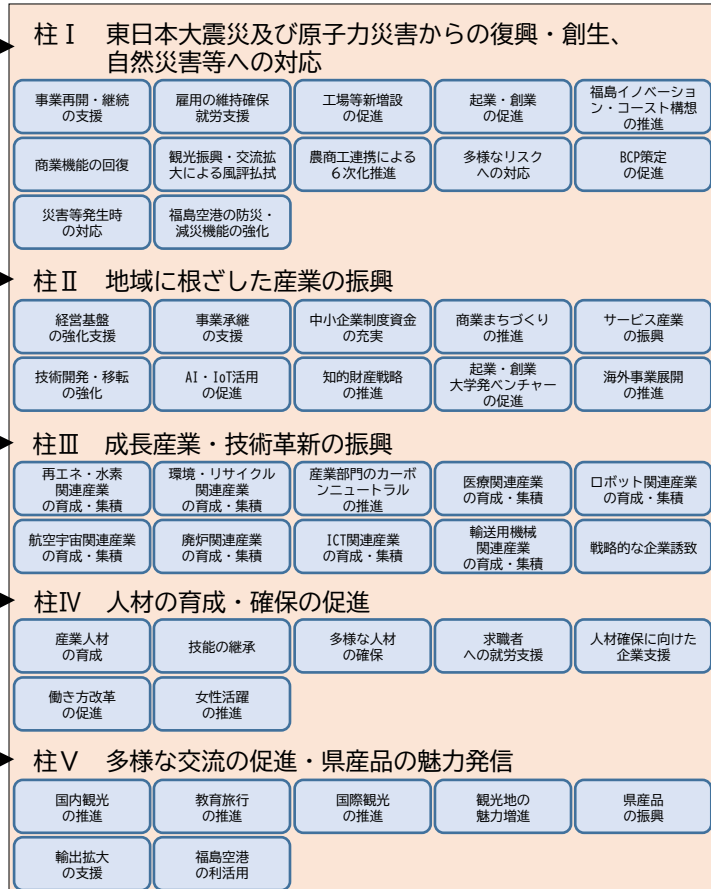 柱Ⅰ　東日本大震災及び原子力災害からの復興・創生、
自然災害等への対応
事業再開・継続
の支援
雇用の維持確保
就労支援
工場等新増設
の促進
起業・創業
の促進
福島イノベーショ
ン・コースト構想
の推進
商業機能の回復
観光振興・交流拡
大による風評払拭
農商工連携による
６次化推進
多様なリスク
への対応
BCP策定
の促進
災害等発生時
の対応
福島空港の防災・
減災機能の強化
柱Ⅱ　地域に根ざした産業の振興
経営基盤
の強化支援
事業承継
の支援
中小企業制度資金
の充実
商業まちづくり
の推進
サービス産業
の振興
技術開発・移転
の強化
AI・IoT活用
の促進
知的財産戦略
の推進
起業・創業
大学発ベンチャー
の促進
海外事業展開
の推進
柱Ⅲ　成長産業・技術革新の振興
再エネ・水素
関連産業
の育成・集積
環境・リサイクル
関連産業
の育成・集積
産業部門のカーボ
ンニュートラル
の推進
医療関連産業
の育成・集積
ロボット関連産業
の育成・集積
航空宇宙関連産業
の育成・集積
廃炉関連産業
の育成・集積
ICT関連産業
の育成・集積
輸送用機械
関連産業
の育成・集積
戦略的な企業誘致
柱Ⅳ　人材の育成・確保の促進
産業人材
の育成
技能の継承
多様な人材
の確保
求職者
への就労支援
人材確保に向けた
企業支援
働き方改革
の促進
女性活躍
の推進
柱Ⅴ　多様な交流の促進・県産品の魅力発信
国内観光
の推進
教育旅行
の推進
国際観光
の推進
観光地の
魅力増進
県産品
の振興
輸出拡大
の支援
福島空港
の利活用